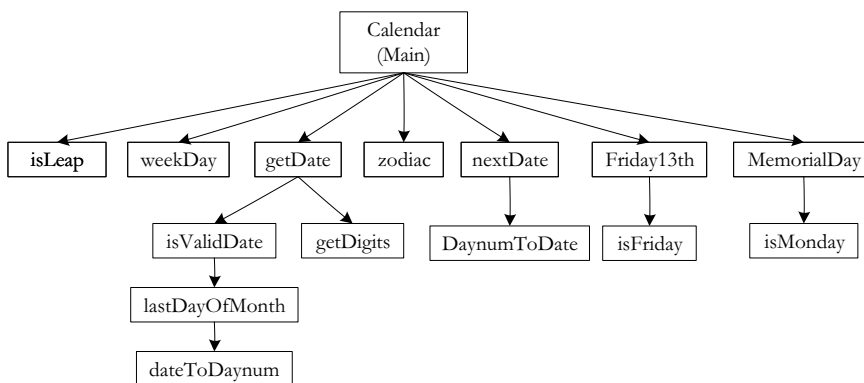 Calendar
(Main)
isLeap
weekDay
getDate
zodiac
nextDate
Friday13th
MemorialDay
isValidDate
getDigits
DaynumToDate
isFriday
isMonday
lastDayOfMonth
dateToDaynum